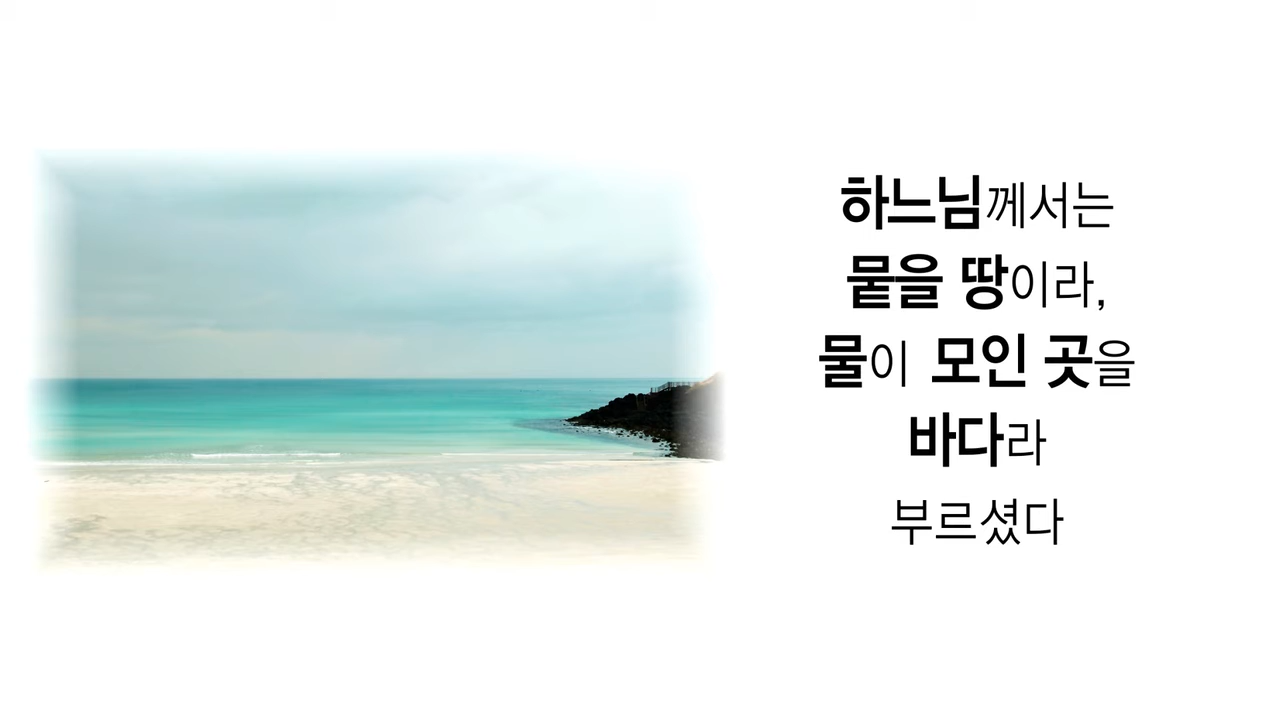 하느님께서는
뭍을 땅이라,
물이 모인 곳을
바다라
부르셨다